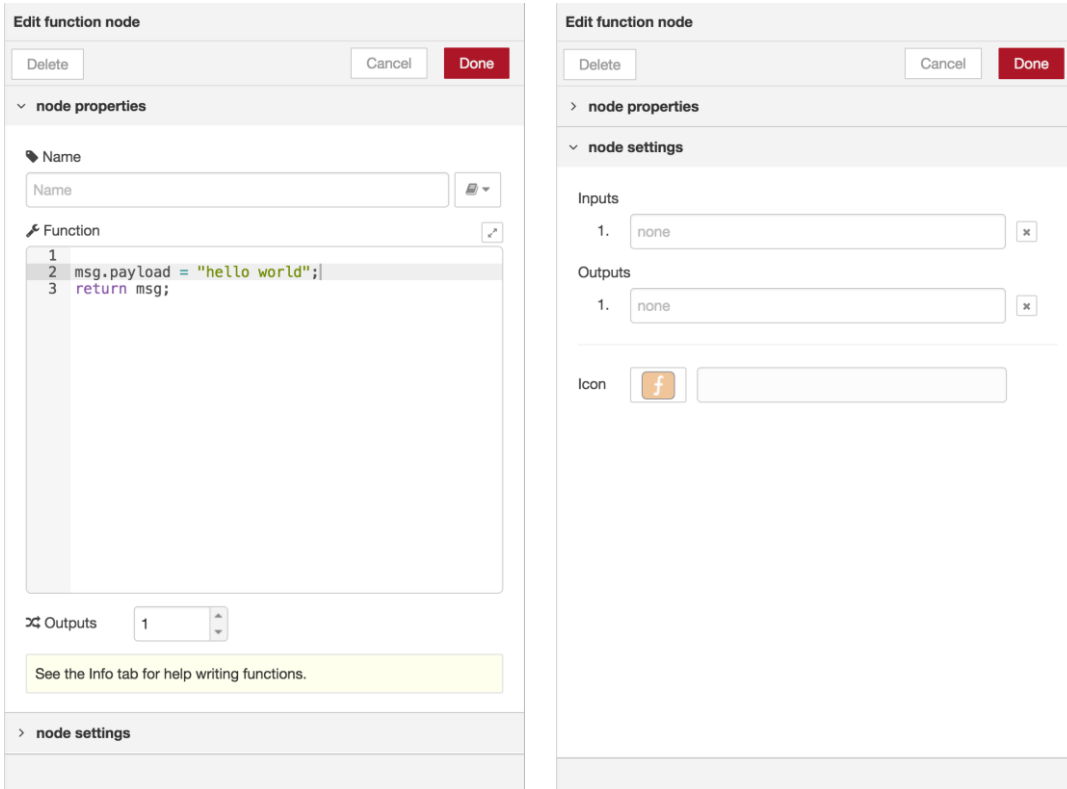 Edit function node
Delete
Cancel
Done
node properties
Name
Name
Function
1
2 msg.payload = "hello world";
3 return msg;
Outputs
1
See the Info tab for help writing functions.
node settings
Edit function node
Delete
Cancel
Done
node properties
node settings
Inputs
1. none
Outputs
1. none
Icon